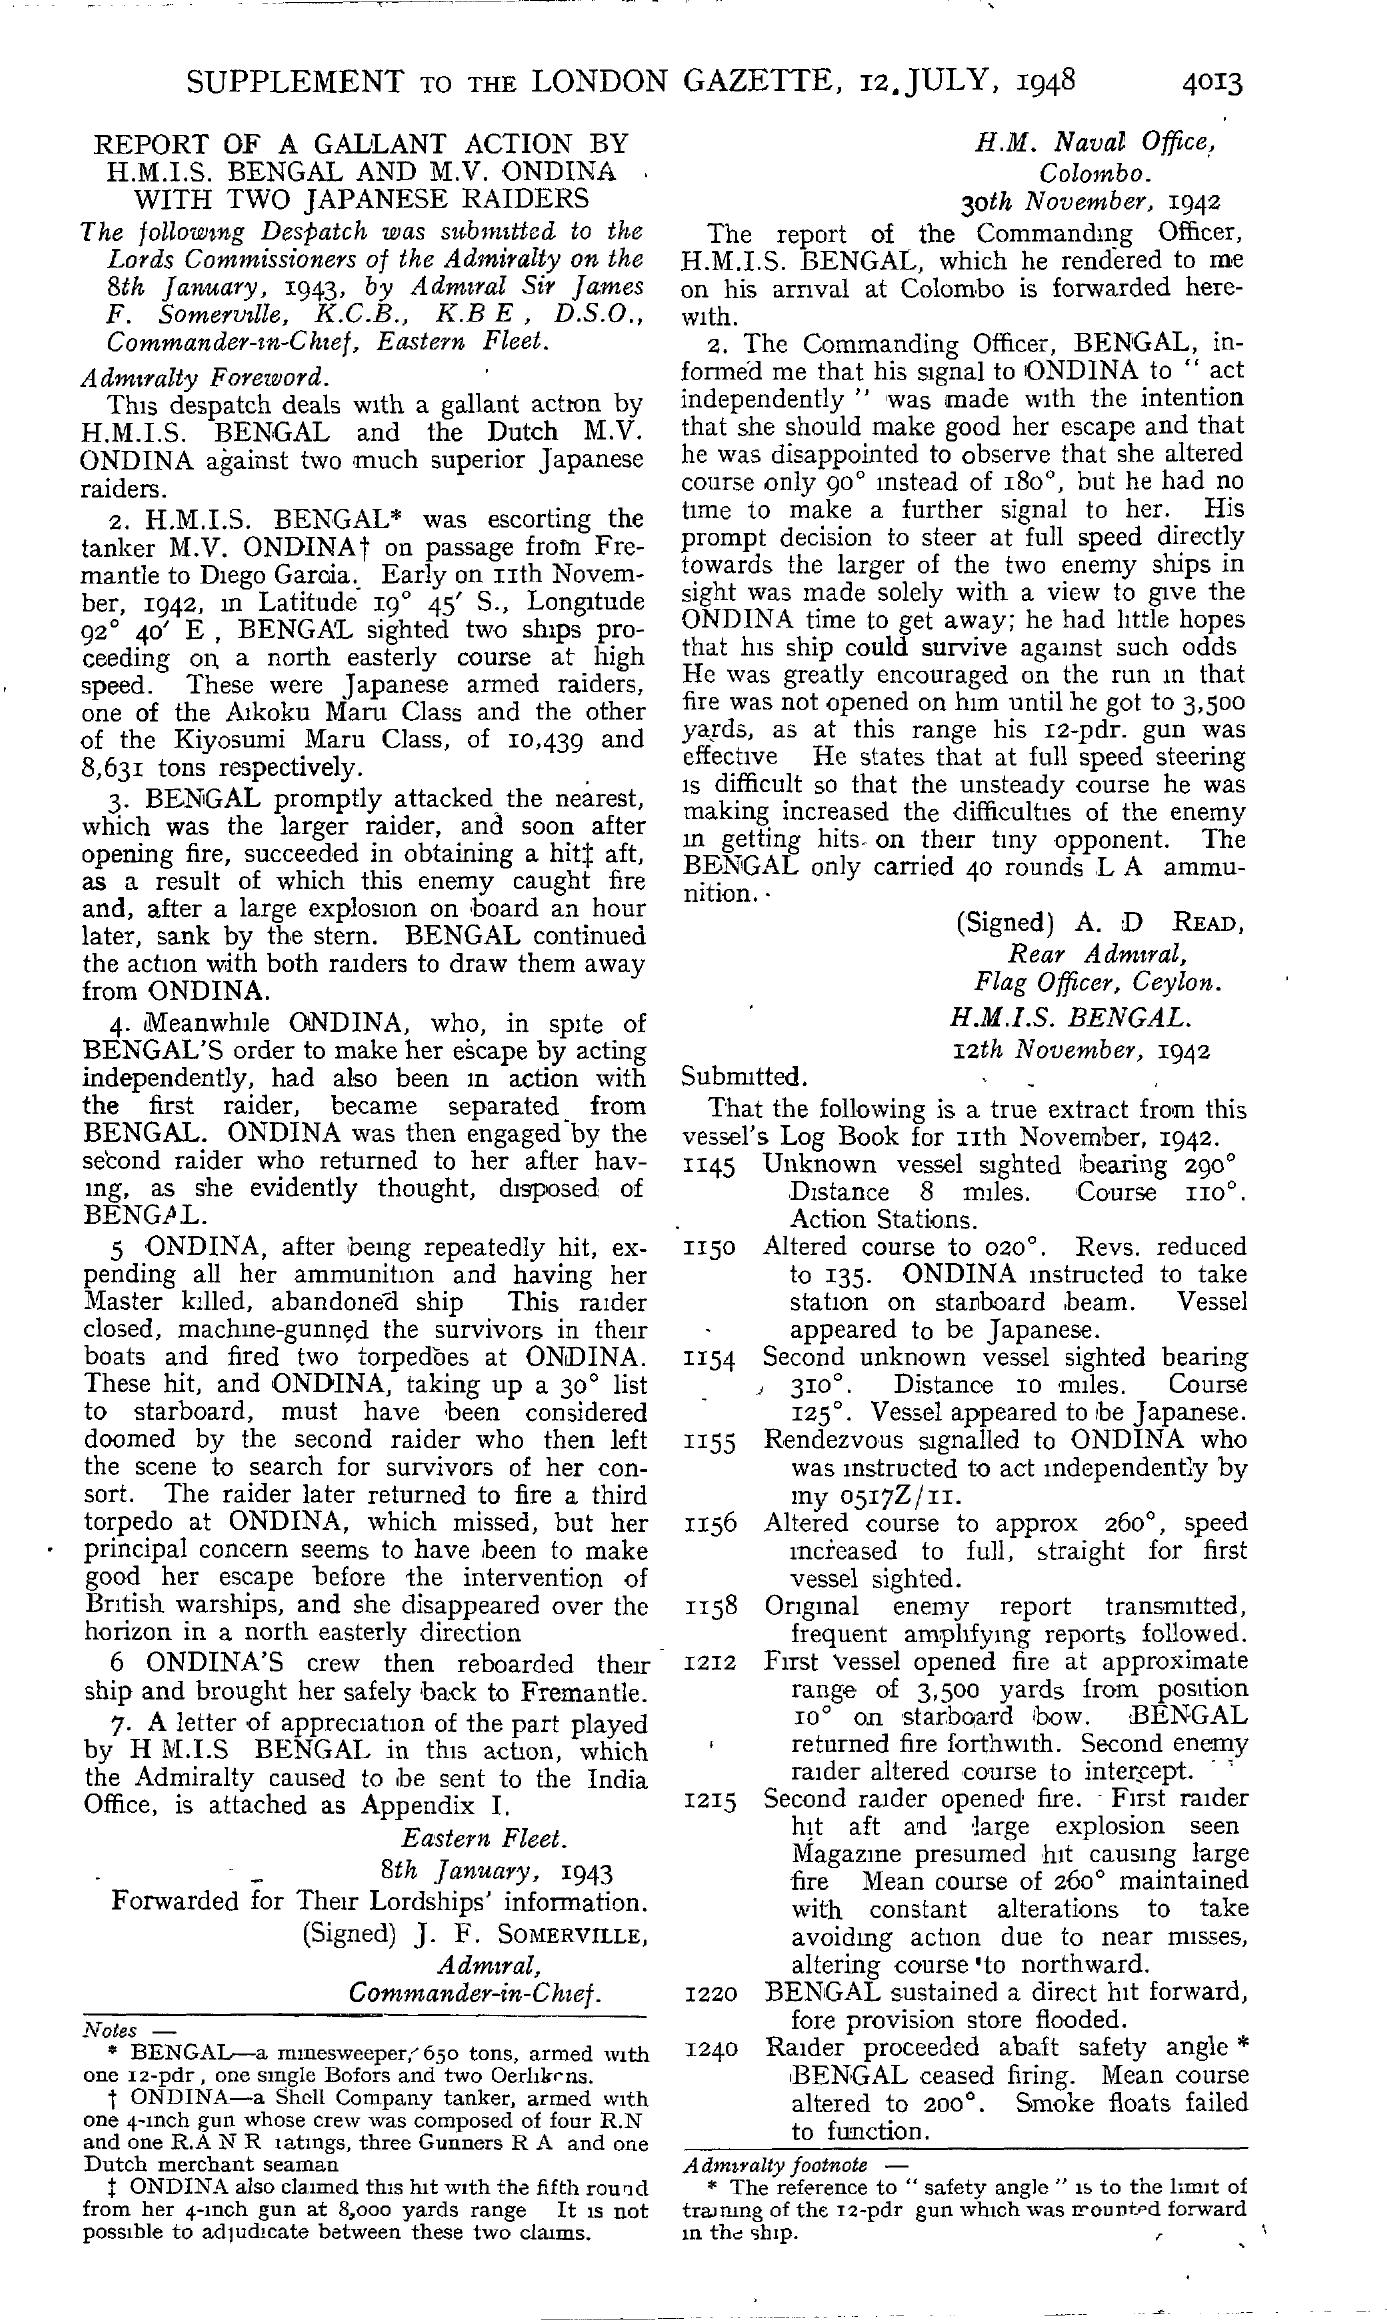 SUPPLEMENT TO THE LONDON GAZETTE, 12 JULY, 1948 4013
REPORT OF A GALLANT ACTION BY
H.M.I.S. BENGAL AND M.V. ONDINA
WITH TWO JAPANESE RAIDERS
The following Despatch was submitted to the
Lords Commissioners of the Admiralty on the
8th January, 1943, by Admiral Sir James
F. Somerville, K.C.B., K.B E , D.S.O.,
Commander-in-Chief, Eastern Fleet.
Admiralty Foreword.
This despatch deals with a gallant action by
H.M.I.S. BENGAL and the Dutch M.V.
ONDINA against two much superior Japanese
raiders.
2. H.M.I.S. BENGAL* was escorting the
tanker M.V. ONDINA† on passage from Fre-
mantle to Diego Garcia. Early on 11th Novem-
ber, 1942, in Latitude 19° 45′ S., Longitude
92° 40′ E , BENGAL sighted two ships pro-
ceeding on a north easterly course at high
speed. These were Japanese armed raiders,
one of the Aikoku Maru Class and the other
of the Kiyosumi Maru Class, of 10,439 and
8,631 tons respectively.
3. BENGAL promptly attacked the nearest,
which was the larger raider, and soon after
opening fire, succeeded in obtaining a hit‡ aft,
as a result of which this enemy caught fire
and, after a large explosion on board an hour
later, sank by the stern. BENGAL continued
the action with both raiders to draw them away
from ONDINA.
4. Meanwhile ONDINA, who, in spite of
BENGAL'S order to make her escape by acting
independently, had also been in action with
the first raider, became separated from
BENGAL. ONDINA was then engaged by the
second raider who returned to her after hav-
ing, as she evidently thought, disposed of
BENGAL.
5 ONDINA, after being repeatedly hit, ex-
pending all her ammunition and having her
Master killed, abandoned ship This raider
closed, machine-gunned the survivors in their
boats and fired two torpedoes at ONDINA.
These hit, and ONDINA, taking up a 30° list
to starboard, must have been considered
doomed by the second raider who then left
the scene to search for survivors of her con-
sort. The raider later returned to fire a third
torpedo at ONDINA, which missed, but her
principal concern seems to have been to make
good her escape before the intervention of
British warships, and she disappeared over the
horizon in a north easterly direction
6 ONDINA'S crew then reboarded their
ship and brought her safely back to Fremantle.
7. A letter of appreciation of the part played
by H M.I.S BENGAL in this action, which
the Admiralty caused to be sent to the India
Office, is attached as Appendix I.
Eastern Fleet.
8th January, 1943
Forwarded for Their Lordships' information.
(Signed) J. F. SOMERVILLE,
Admiral,
Commander-in-Chief.
Notes —
* BENGAL—a minesweeper, 650 tons, armed with
one 12-pdr , one single Bofors and two Oerlikens.
† ONDINA—a Shell Company tanker, armed with
one 4-inch gun whose crew was composed of four R.N
and one R.A N R ratings, three Gunners R A and one
Dutch merchant seaman
‡ ONDINA also claimed this hit with the fifth round
from her 4-inch gun at 8,000 yards range It is not
possible to adjudicate between these two claims.
H.M. Naval Office,
Colombo.
30th November, 1942
The report of the Commanding Officer,
H.M.I.S. BENGAL, which he rendered to me
on his arrival at Colombo is forwarded here-
with.
2. The Commanding Officer, BENGAL, in-
formed me that his signal to ONDINA to " act
independently " was made with the intention
that she should make good her escape and that
he was disappointed to observe that she altered
course only 90° instead of 180°, but he had no
time to make a further signal to her. His
prompt decision to steer at full speed directly
towards the larger of the two enemy ships in
sight was made solely with a view to give the
ONDINA time to get away; he had little hopes
that his ship could survive against such odds
He was greatly encouraged on the run in that
fire was not opened on him until he got to 3,500
yards, as at this range his 12-pdr. gun was
effective He states that at full speed steering
is difficult so that the unsteady course he was
making increased the difficulties of the enemy
in getting hits on their tiny opponent. The
BENGAL only carried 40 rounds L A ammu-
nition.
(Signed) A. D READ,
Rear Admiral,
Flag Officer, Ceylon.
H.M.I.S. BENGAL.
12th November, 1942
Submitted.
That the following is a true extract from this
vessel's Log Book for 11th November, 1942.
1145 Unknown vessel sighted bearing 290°
Distance 8 miles. Course 110°.
Action Stations.
1150 Altered course to 020°. Revs. reduced
to 135. ONDINA instructed to take
station on starboard beam. Vessel
appeared to be Japanese.
1154 Second unknown vessel sighted bearing
310°. Distance 10 miles. Course
125°. Vessel appeared to be Japanese.
1155 Rendezvous signalled to ONDINA who
was instructed to act independently by
my 0517Z/11.
1156 Altered course to approx 260°, speed
increased to full, straight for first
vessel sighted.
1158 Original enemy report transmitted,
frequent amplifying reports followed.
1212 First Vessel opened fire at approximate
range of 3,500 yards from position
10° on starboard bow. BENGAL
returned fire forthwith. Second enemy
raider altered course to intercept.
1215 Second raider opened fire. First raider
hit aft and large explosion seen
Magazine presumed hit causing large
fire Mean course of 260° maintained
with constant alterations to take
avoiding action due to near misses,
altering course to northward.
1220 BENGAL sustained a direct hit forward,
fore provision store flooded.
1240 Raider proceeded abaft safety angle *
BENGAL ceased firing. Mean course
altered to 200°. Smoke floats failed
to function.
Admiralty footnote —
* The reference to " safety angle " is to the limit of
training of the 12-pdr gun which was mounted forward
in the ship.